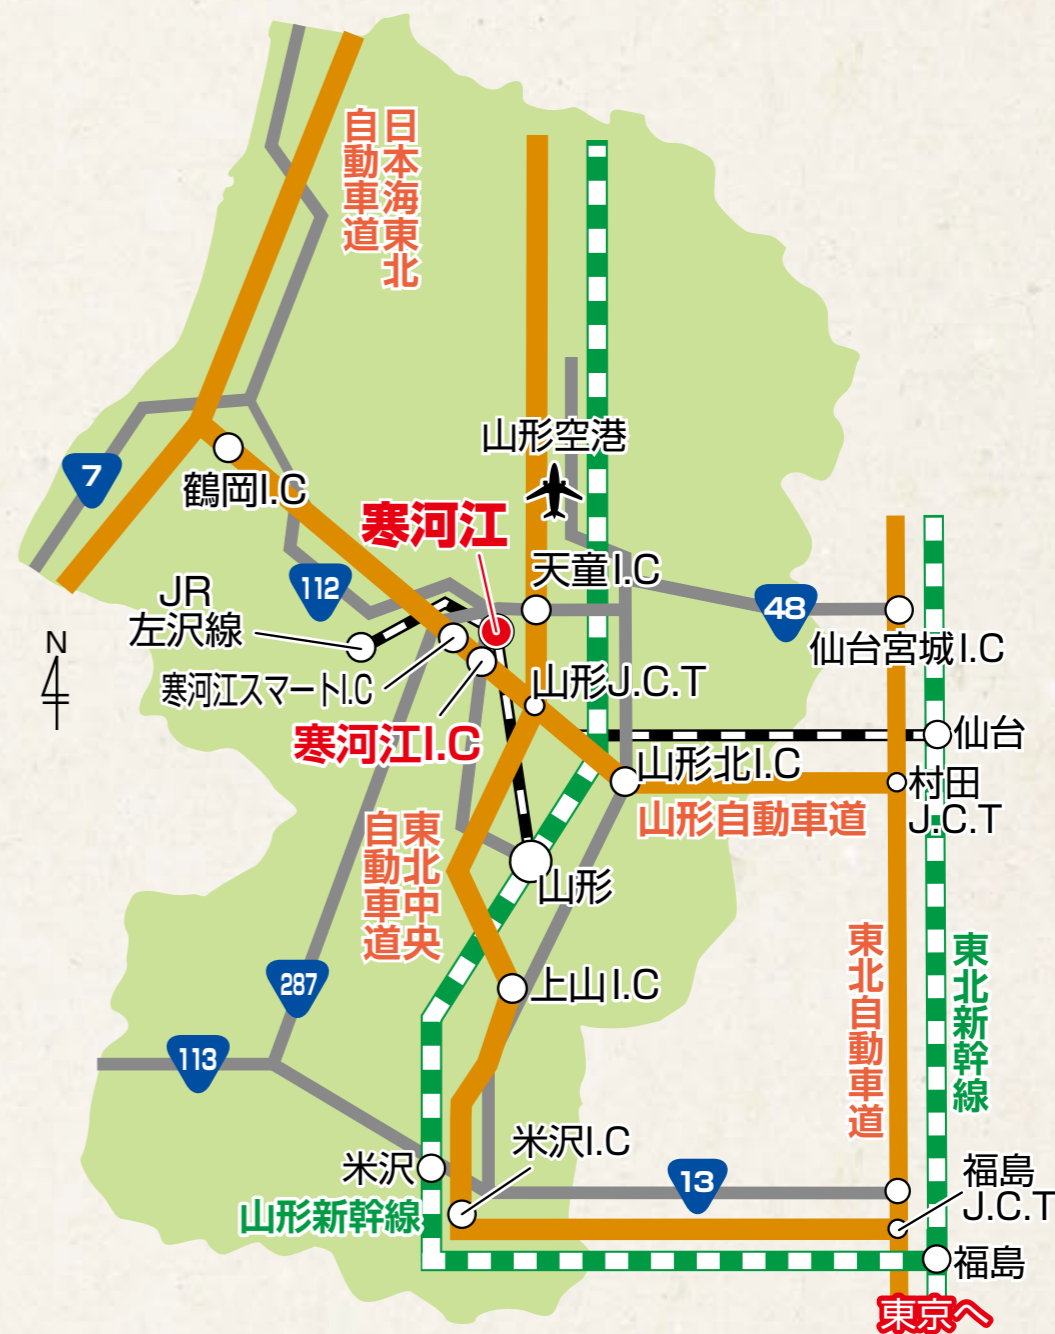 日本海東北
自動車道
7
鶴岡I.C
山形空港
寒河江
天童I.C
112
JR
左沢線
48
仙台宮城I.C
N
寒河江スマートI.C
山形J.C.T
寒河江I.C
仙台
山形北I.C
村田
J.C.T
山形自動車道
東北中央
自動車道
山形
東北自動車道
東北新幹線
上山I.C
287
113
米沢I.C
米沢
13
福島
J.C.T
山形新幹線
福島
東京へ